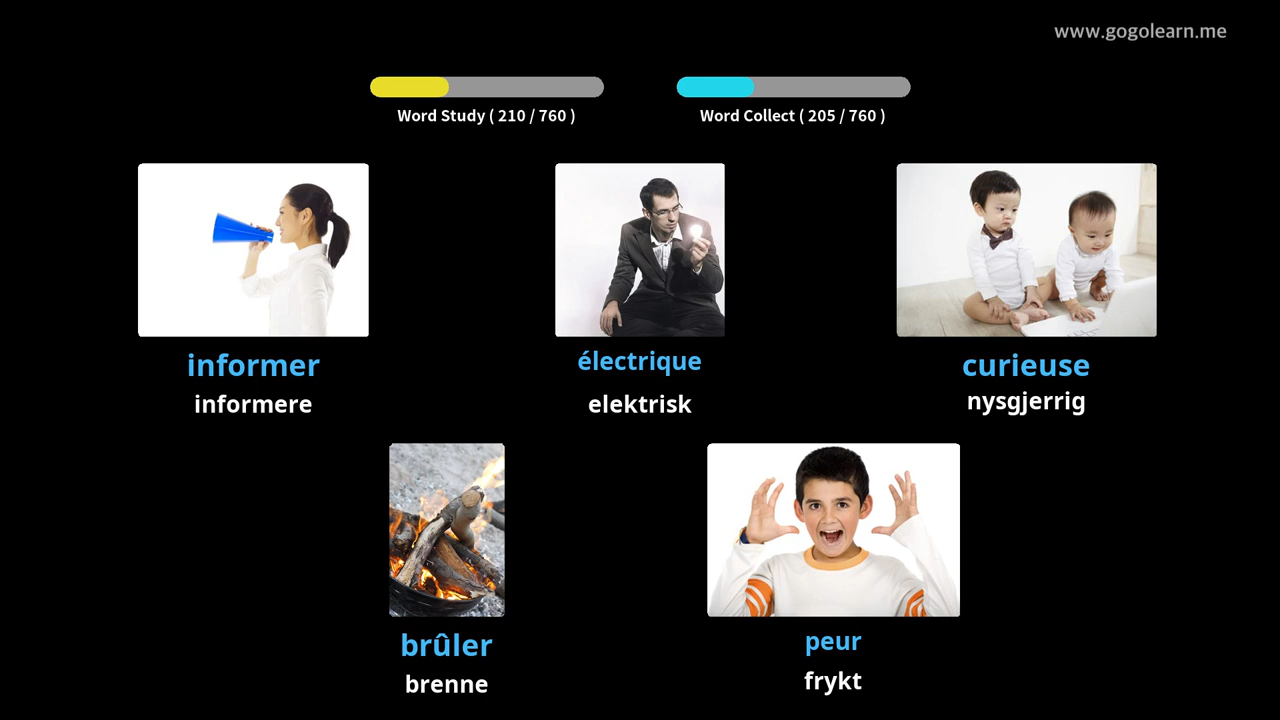 www.gogolearn.me
Word Study ( 210 / 760 )
Word Collect ( 205 / 760 )
informer
informere
électrique
elektrisk
curieuse
nysgjerrig
brûler
brenne
peur
frykt